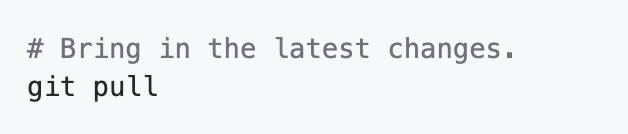 # Bring in the latest changes.
git pull